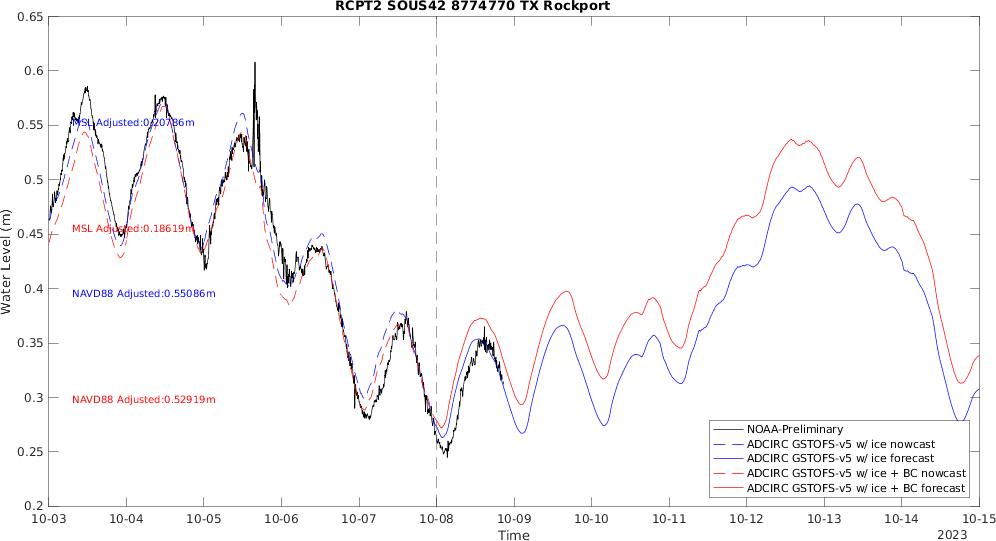 RCPT2 SOUS42 8774770 TX Rockport
0.65
0.6
0.55
0.5
0.45
0.4
0.35
0.3
0.25
0.2
Water Level (m)
MSL Adjusted:0.20786m
MSL Adjusted:0.18619m
NAVD88 Adjusted:0.55086m
NAVD88 Adjusted:0.52919m
NOAA-Preliminary
ADCIRC GSTOFS-v5 w/ ice nowcast
ADCIRC GSTOFS-v5 w/ ice forecast
ADCIRC GSTOFS-v5 w/ ice + BC nowcast
ADCIRC GSTOFS-v5 w/ ice + BC forecast
10-03 10-04 10-05 10-06 10-07 10-08 10-09 10-10 10-11 10-12 10-13 10-14 10-15
Time
2023